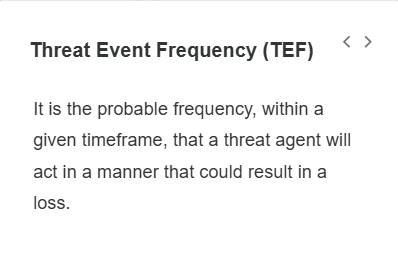 Threat Event Frequency (TEF)
It is the probable frequency, within a
given timeframe, that a threat agent will
act in a manner that could result in a
loss.